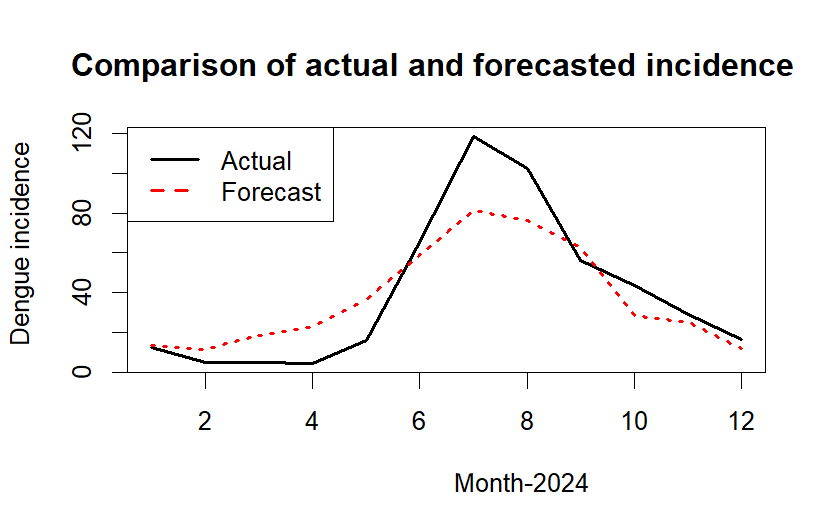 Comparison of actual and forecasted incidence
Actual
Forecast
Dengue incidence
120
80
40
0
2 4 6 8 10 12
Month-2024